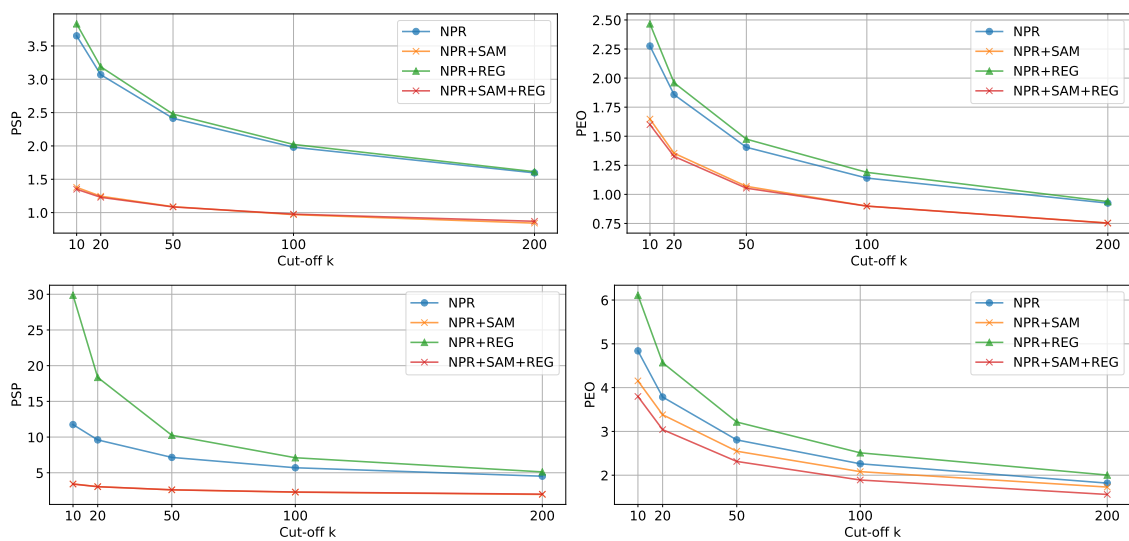 3.5
3.0
2.5
2.0
1.5
1.0
PSP
10 20 50 100 200
Cut-off k
NPR
NPR+SAM
NPR+REG
NPR+SAM+REG
2.50
2.25
2.00
1.75
1.50
1.25
1.00
0.75
PEO
10 20 50 100 200
Cut-off k
NPR
NPR+SAM
NPR+REG
NPR+SAM+REG
30
25
20
15
10
5
PSP
10 20 50 100 200
Cut-off k
NPR
NPR+SAM
NPR+REG
NPR+SAM+REG
6
5
4
3
2
PEO
10 20 50 100 200
Cut-off k
NPR
NPR+SAM
NPR+REG
NPR+SAM+REG